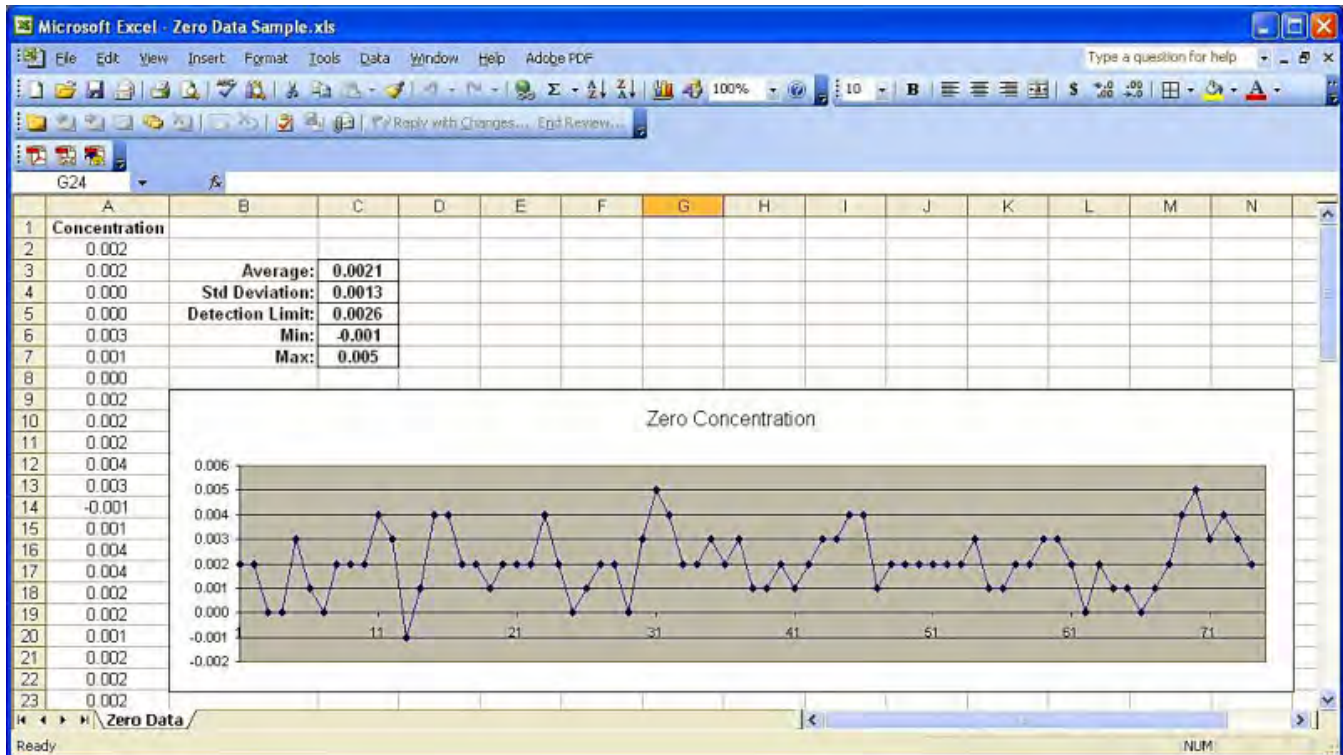 Microsoft Excel - Zero Data Sample.xls
File Edit View Insert Format Tools Data Window Help Adobe PDF Type a question for help
100% 10 B $
Reply with Changes... End Review...
G24 fx
A B C D E F G H I J K L M N
1 Concentration
2 0.002
3 0.002 Average: 0.0021
4 0.000 Std Deviation: 0.0013
5 0.000 Detection Limit: 0.0026
6 0.003 Min: -0.001
7 0.001 Max: 0.005
8 0.000
9 0.002
10 0.002
11 0.002
12 0.004
13 0.003
14 -0.001
15 0.001
16 0.004
17 0.004
18 0.002
19 0.002
20 0.001
21 0.002
22 0.002
23 0.002
Zero Concentration
0.006
0.005
0.004
0.003
0.002
0.001
0.000
-0.001
-0.002
1 11 21 31 41 51 61 71
Zero Data
Ready NUM